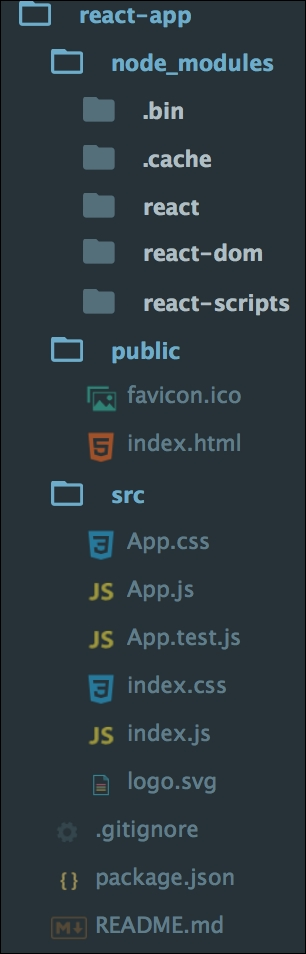 react-app
node_modules
.bin
.cache
react
react-dom
react-scripts
public
favicon.ico
index.html
src
App.css
JS App.js
JS App.test.js
index.css
JS index.js
logo.svg
.gitignore
{} package.json
M↓ README.md